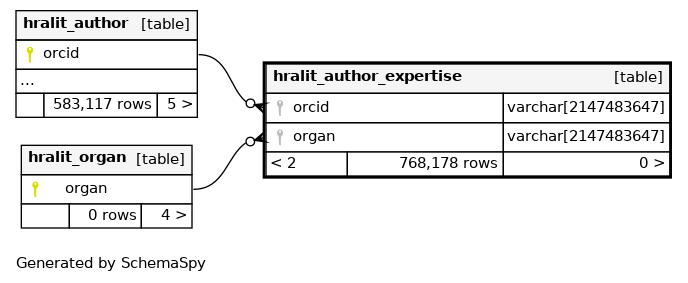 hralit_author [table]
orcid
...
583,117 rows 5 >
hralit_author_expertise [table]
orcid varchar[2147483647]
organ varchar[2147483647]
< 2 768,178 rows 0 >
hralit_organ [table]
organ
0 rows 4 >
Generated by SchemaSpy